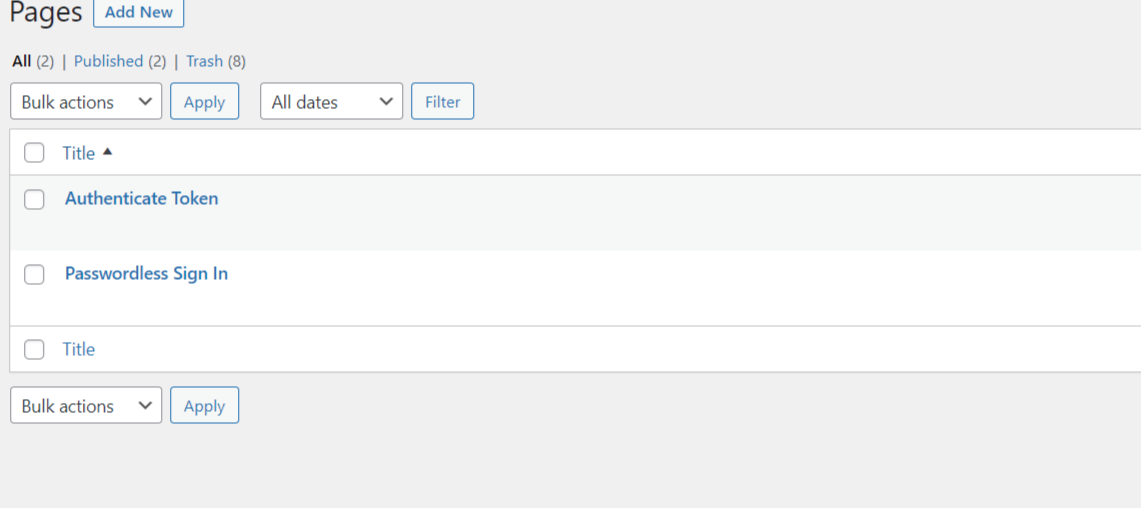 Pages Add New
All (2) | Published (2) | Trash (8)
Bulk actions Apply All dates Filter
Title
Authenticate Token
Passwordless Sign In
Title
Bulk actions Apply